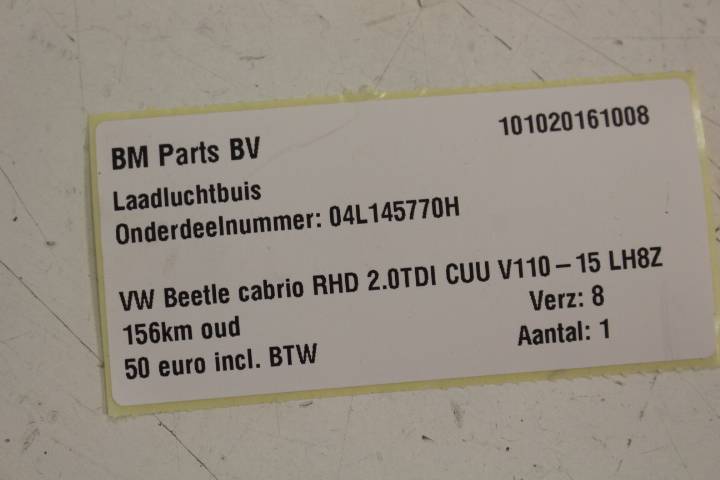 BM Parts BV 101020161008
Laadluchtbuis
Onderdeelnummer: 04L145770H
VW Beetle cabrio RHD 2.0TDI CUU V110-15 LH8Z
156km oud Verz: 8
50 euro incl. BTW Aantal: 1